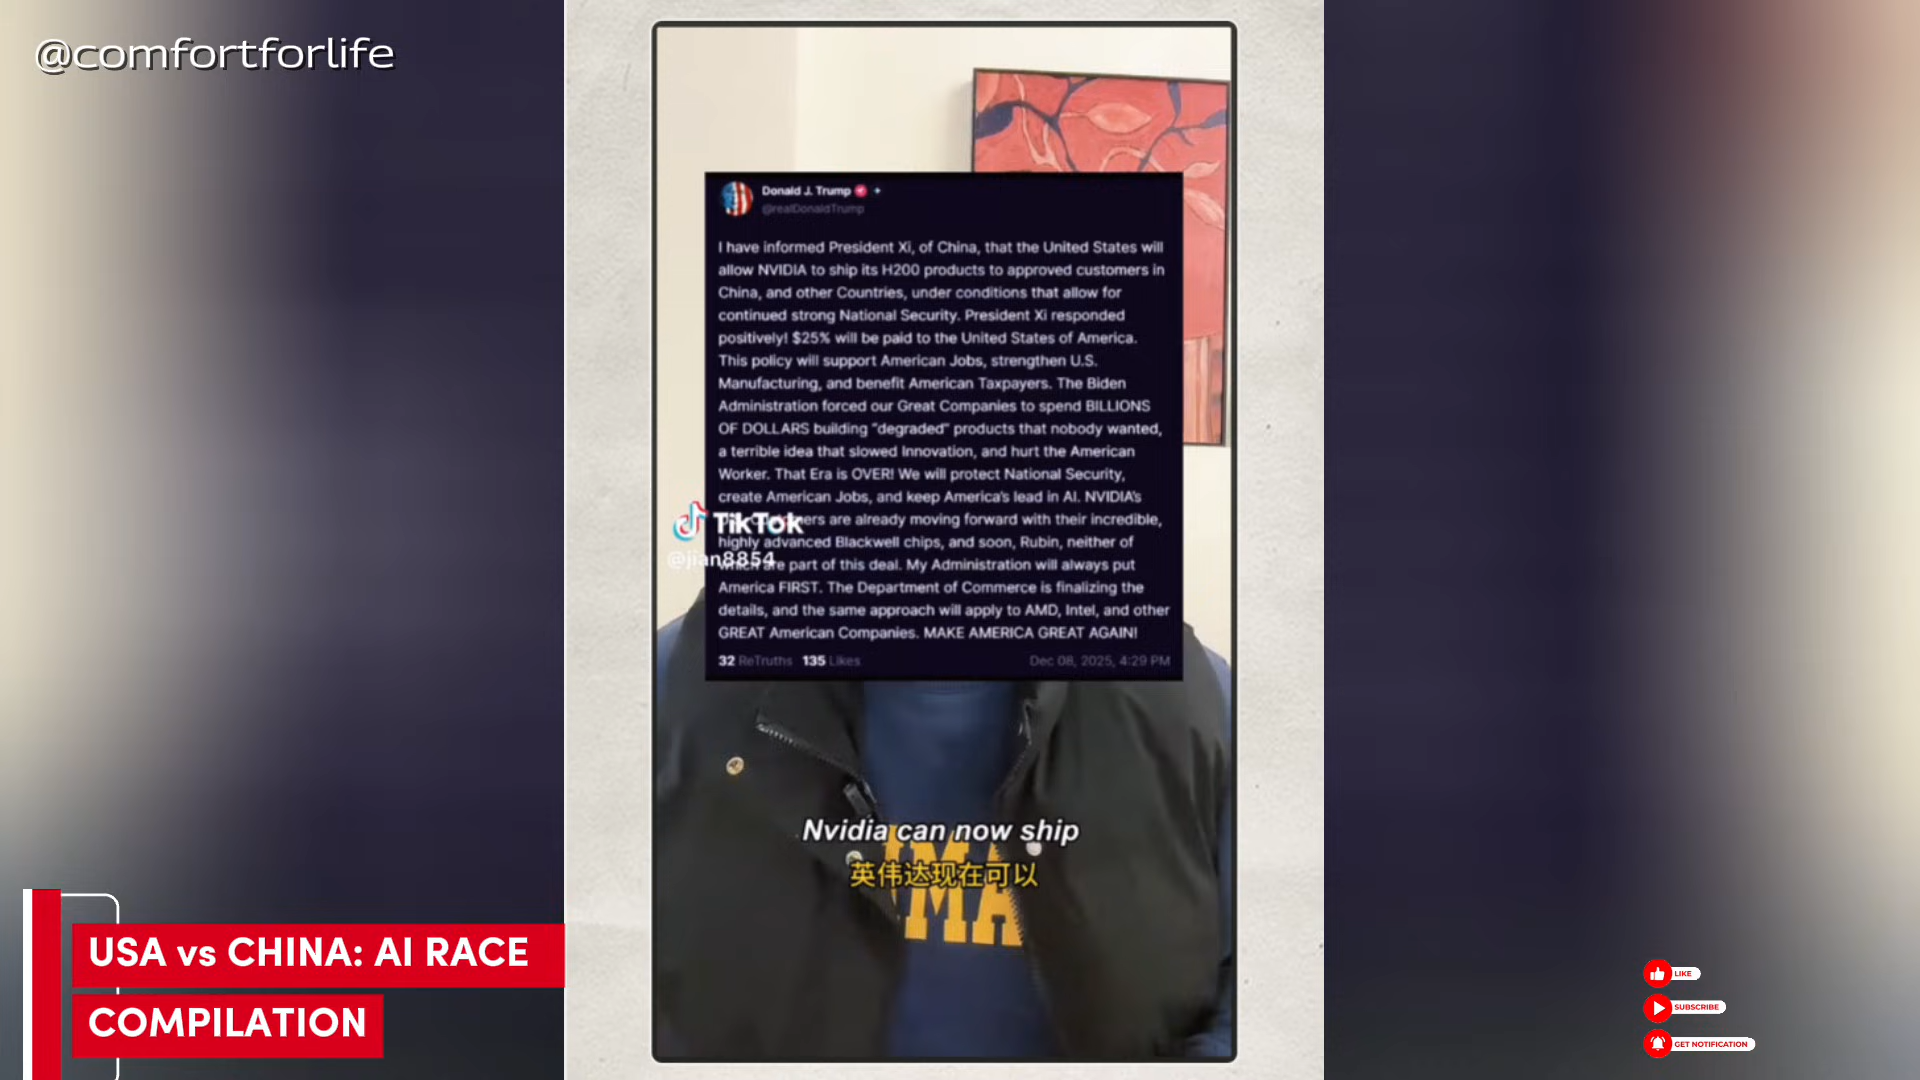 @comfortforlife
Donald J. Trump
@realDonaldTrump
I have informed President Xi, of China, that the United States will
allow NVIDIA to ship its H200 products to approved customers in
China, and other Countries, under conditions that allow for
continued strong National Security. President Xi responded
positively! $25% will be paid to the United States of America.
This policy will support American Jobs, strengthen U.S.
Manufacturing, and benefit American Taxpayers. The Biden
Administration forced our Great Companies to spend BILLIONS
OF DOLLARS building "degraded" products that nobody wanted,
a terrible idea that slowed Innovation, and hurt the American
Worker. That Era is OVER! We will protect National Security,
create American Jobs, and keep America's lead in AI. NVIDIA's
are already moving forward with their incredible,
highly advanced Blackwell chips, and soon, Rubin, neither of
are part of this deal. My Administration will always put
America FIRST. The Department of Commerce is finalizing the
details, and the same approach will apply to AMD, Intel, and other
GREAT American Companies. MAKE AMERICA GREAT AGAIN!
32 ReTruths 135 Likes
Dec 08, 2025, 4:29 PM
TikTok
@jian8854
Nvidia can now ship
英伟达现在可以
USA vs CHINA: AI RACE
COMPILATION
LIKE
SUBSCRIBE
GET NOTIFICATION